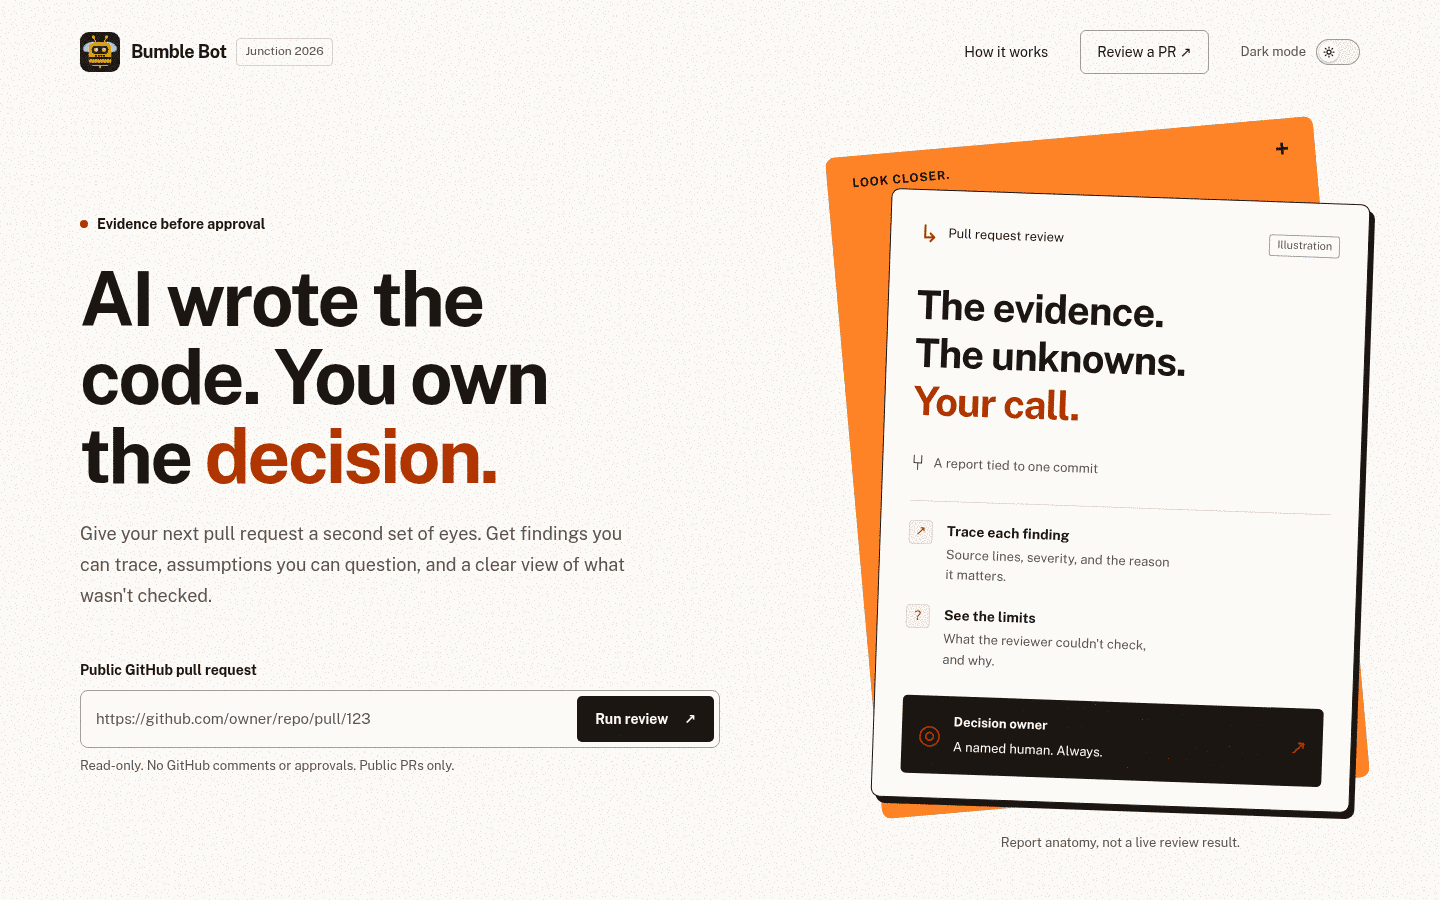 Bumble Bot
Junction 2026
How it works
Review a PR ↗
Dark mode
Evidence before approval
AI wrote the
code. You own
the decision.
Give your next pull request a second set of eyes. Get findings you
can trace, assumptions you can question, and a clear view of what
wasn't checked.
Public GitHub pull request
https://github.com/owner/repo/pull/123
Run review ↗
Read-only. No GitHub comments or approvals. Public PRs only.
LOOK CLOSER.
+
↳ Pull request review
Illustration
The evidence.
The unknowns.
Your call.
A report tied to one commit
↗ Trace each finding
Source lines, severity, and the reason
it matters.
? See the limits
What the reviewer couldn't check,
and why.
Decision owner
A named human. Always.
↗
Report anatomy, not a live review result.